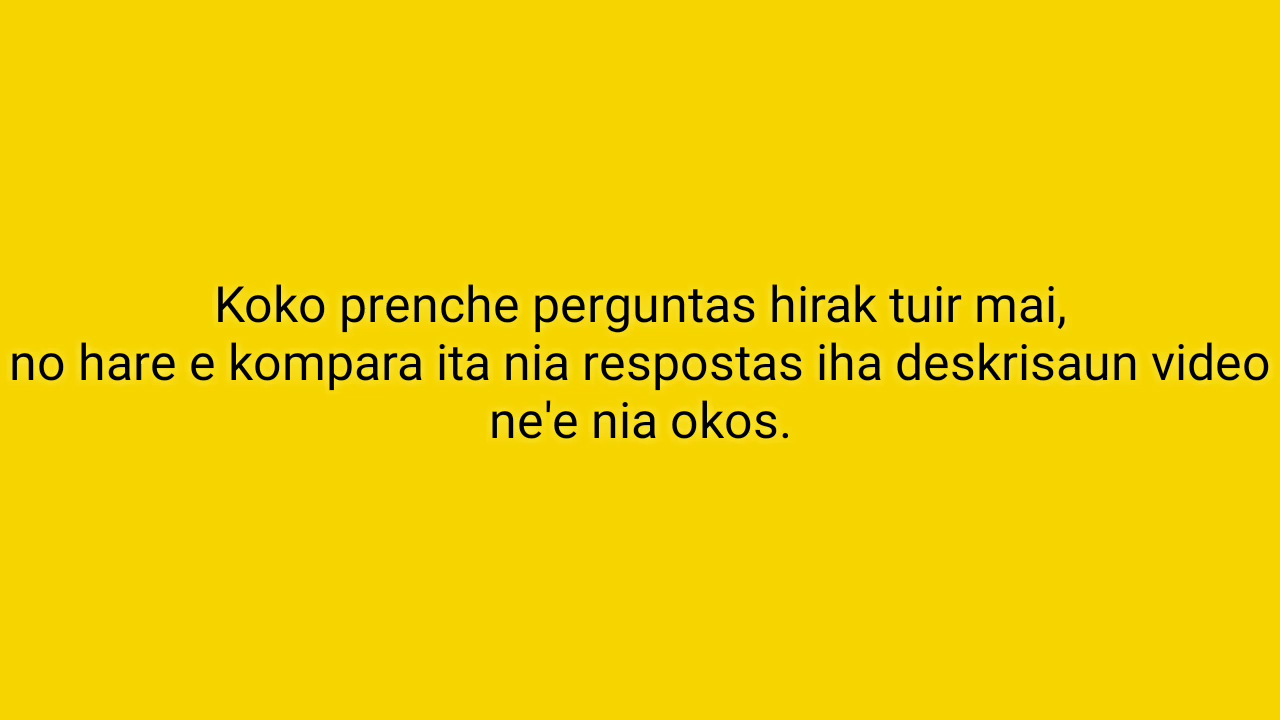 Koko prenche perguntas hirak tuir mai,
no hare e kompara ita nia respostas iha deskrisaun video
ne'e nia okos.